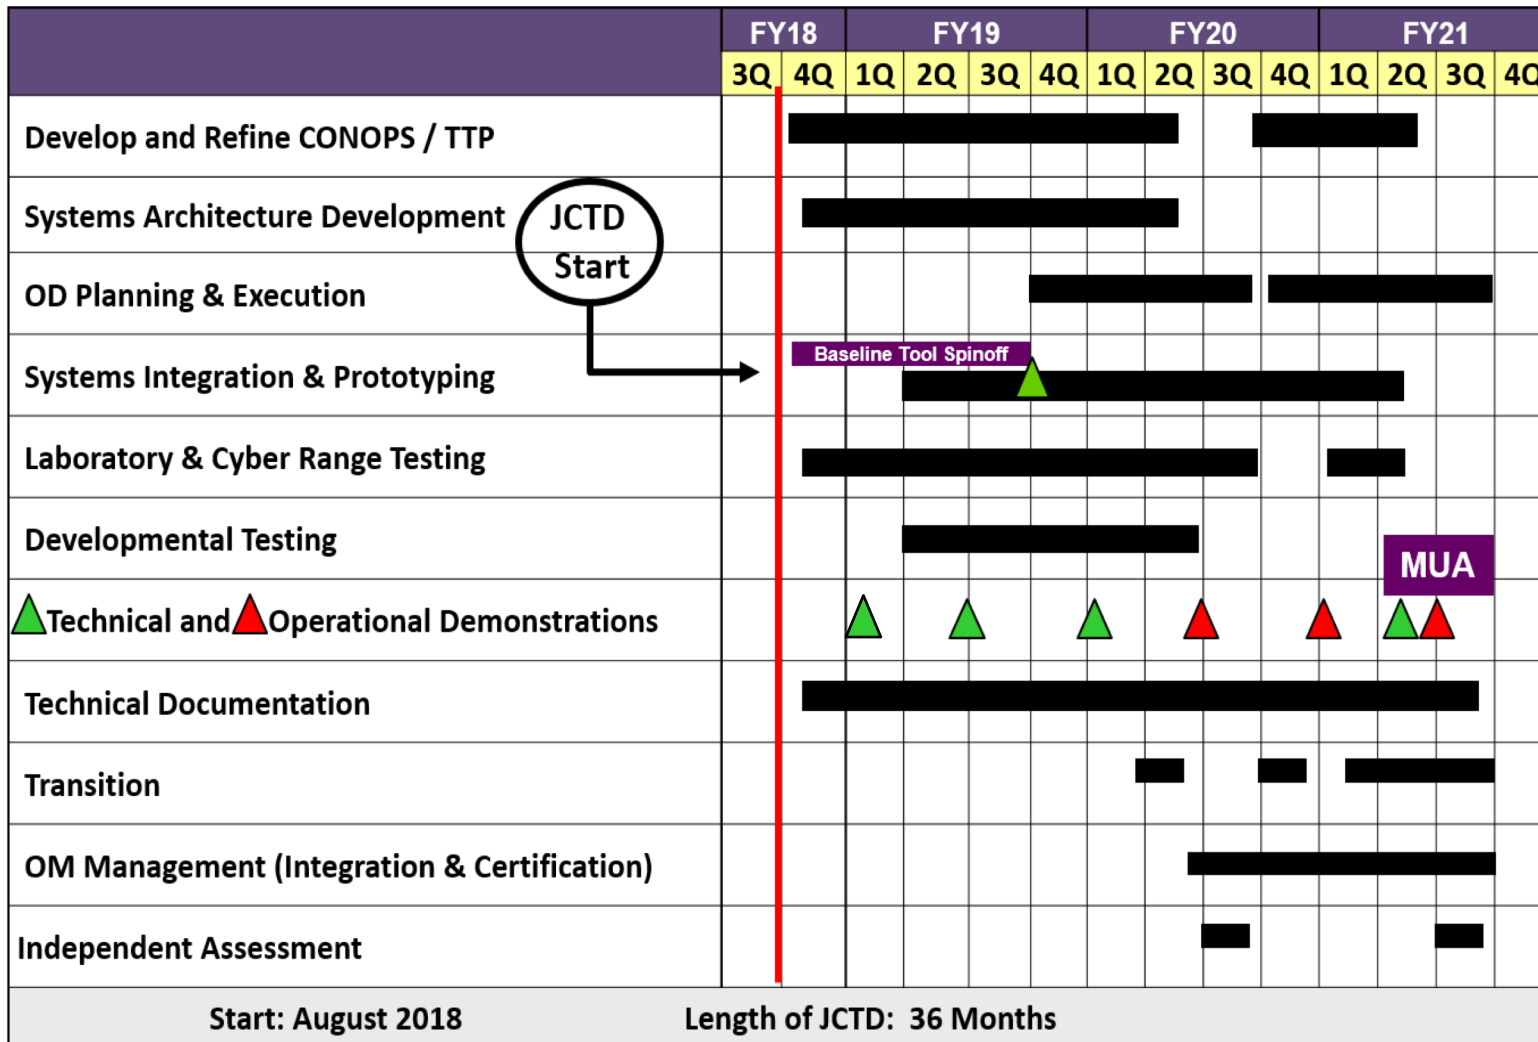 FY18 FY19 FY20 FY21
3Q 4Q 1Q 2Q 3Q 4Q 1Q 2Q 3Q 4Q 1Q 2Q 3Q 4Q
Develop and Refine CONOPS / TTP
Systems Architecture Development
JCTD
Start
OD Planning & Execution
Baseline Tool Spinoff
Systems Integration & Prototyping
Laboratory & Cyber Range Testing
Developmental Testing
MUA
Technical and Operational Demonstrations
Technical Documentation
Transition
OM Management (Integration & Certification)
Independent Assessment
Start: August 2018 Length of JCTD: 36 Months